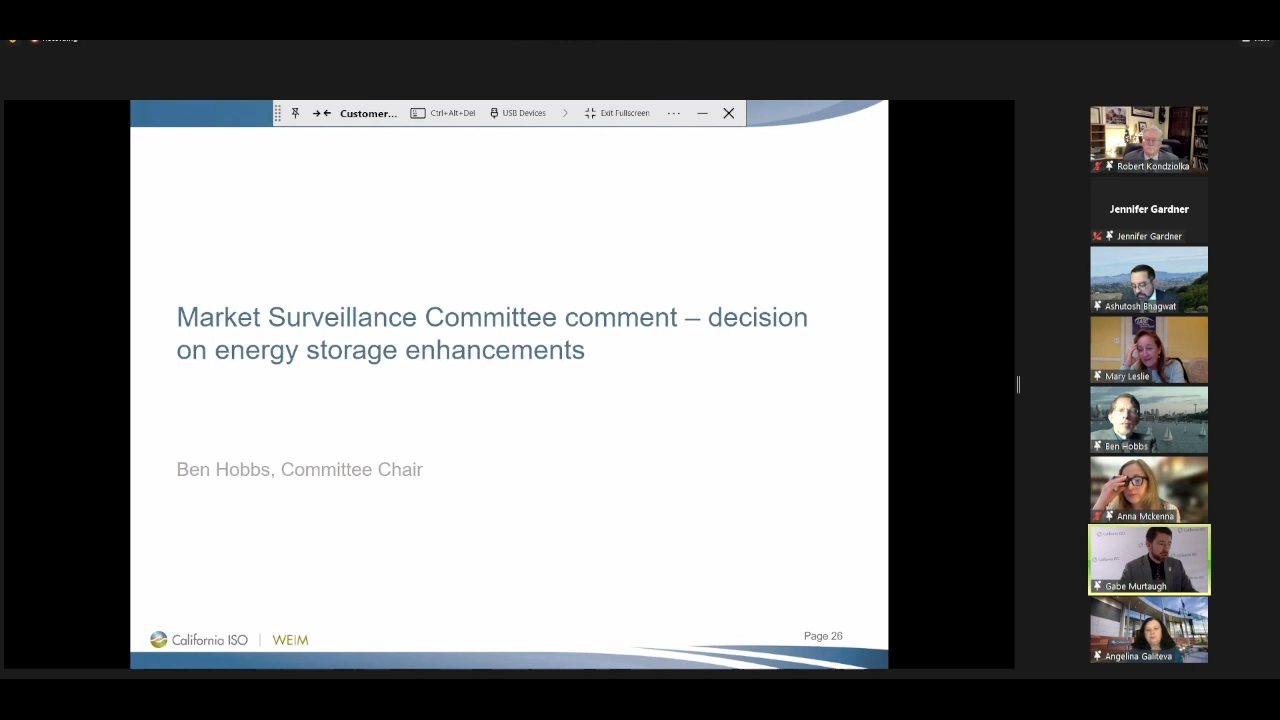 Customer...
Ctrl+Alt+Del
USB Devices
Exit Fullscreen
Market Surveillance Committee comment – decision
on energy storage enhancements
Ben Hobbs, Committee Chair
California ISO | WEIM
Page 26
Robert Kondziolka
Jennifer Gardner
Jennifer Gardner
Ashutosh Bhagwat
Mary Leslie
Ben Hobbs
Anna Mckenna
Gabe Murtaugh
Angelina Galiteva